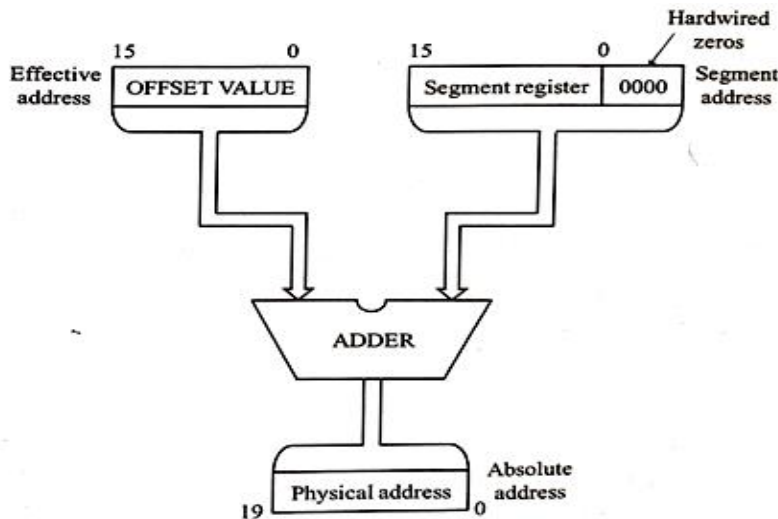 Hardwired
zeros
15 0
15 0
Effective
address
OFFSET VALUE
Segment register 0000
Segment
address
ADDER
Physical address
Absolute
address
19 0